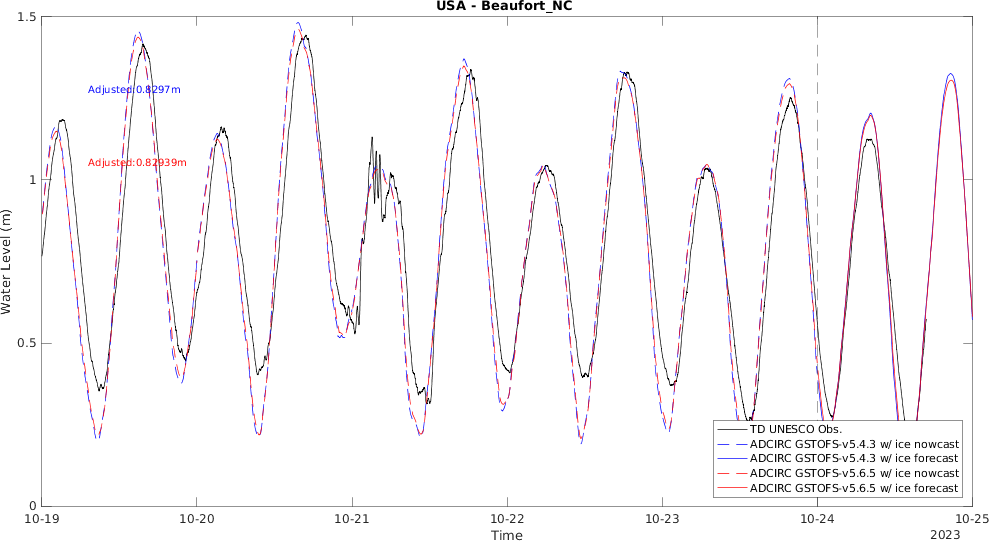 USA - Beaufort_NC
1.5
Adjusted:0.8297m
Adjusted:0.82939m
1
Water Level (m)
0.5
0
TD UNESCO Obs.
ADCIRC GSTOFS-v5.4.3 w/ ice nowcast
ADCIRC GSTOFS-v5.4.3 w/ ice forecast
ADCIRC GSTOFS-v5.6.5 w/ ice nowcast
ADCIRC GSTOFS-v5.6.5 w/ ice forecast
10-19 10-20 10-21 10-22 10-23 10-24 10-25
Time
2023